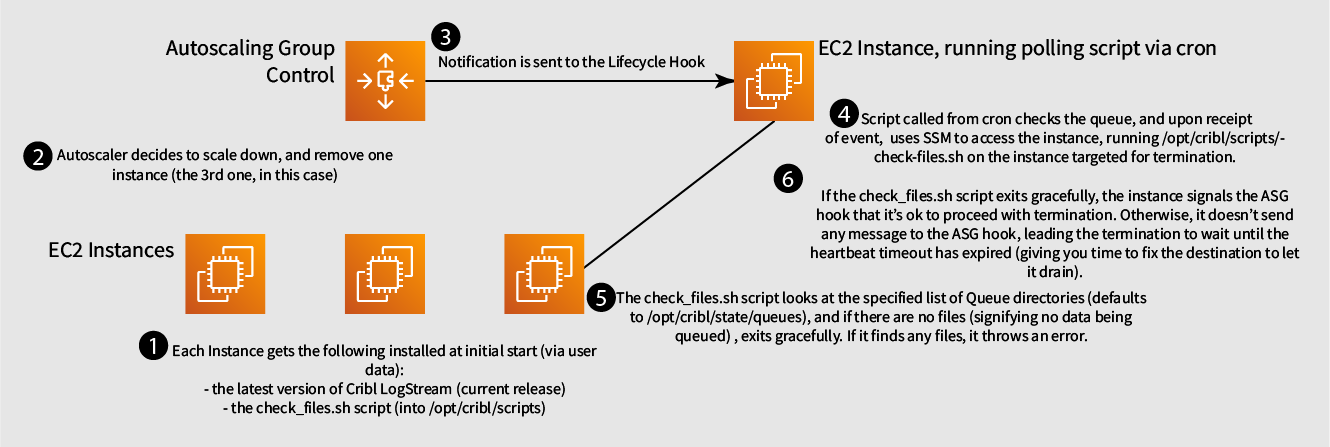 Autoscaling Group
Control
3
Notification is sent to the Lifecycle Hook
EC2 Instance, running polling script via cron
4
Script called from cron checks the queue, and upon receipt
of event,  uses SSM to access the instance, running /opt/cribl/scripts/-
check-files.sh on the instance targeted for termination.
2
Autoscaler decides to scale down, and remove one
instance (the 3rd one, in this case)
6
If the check_files.sh script exits gracefully, the instance signals the ASG
hook that it’s ok to proceed with termination. Otherwise, it doesn’t send
any message to the ASG hook, leading the termination to wait until the
heartbeat timeout has expired (giving you time to fix the destination to let
it drain).
EC2 Instances
5
The check_files.sh script looks at the specified list of Queue directories (defaults
to /opt/cribl/state/queues), and if there are no files (signifying no data being
queued) , exits gracefully. If it finds any files, it throws an error.
1
Each Instance gets the following installed at initial start (via user
data):
- the latest version of Cribl LogStream (current release)
- the check_files.sh script (into /opt/cribl/scripts)